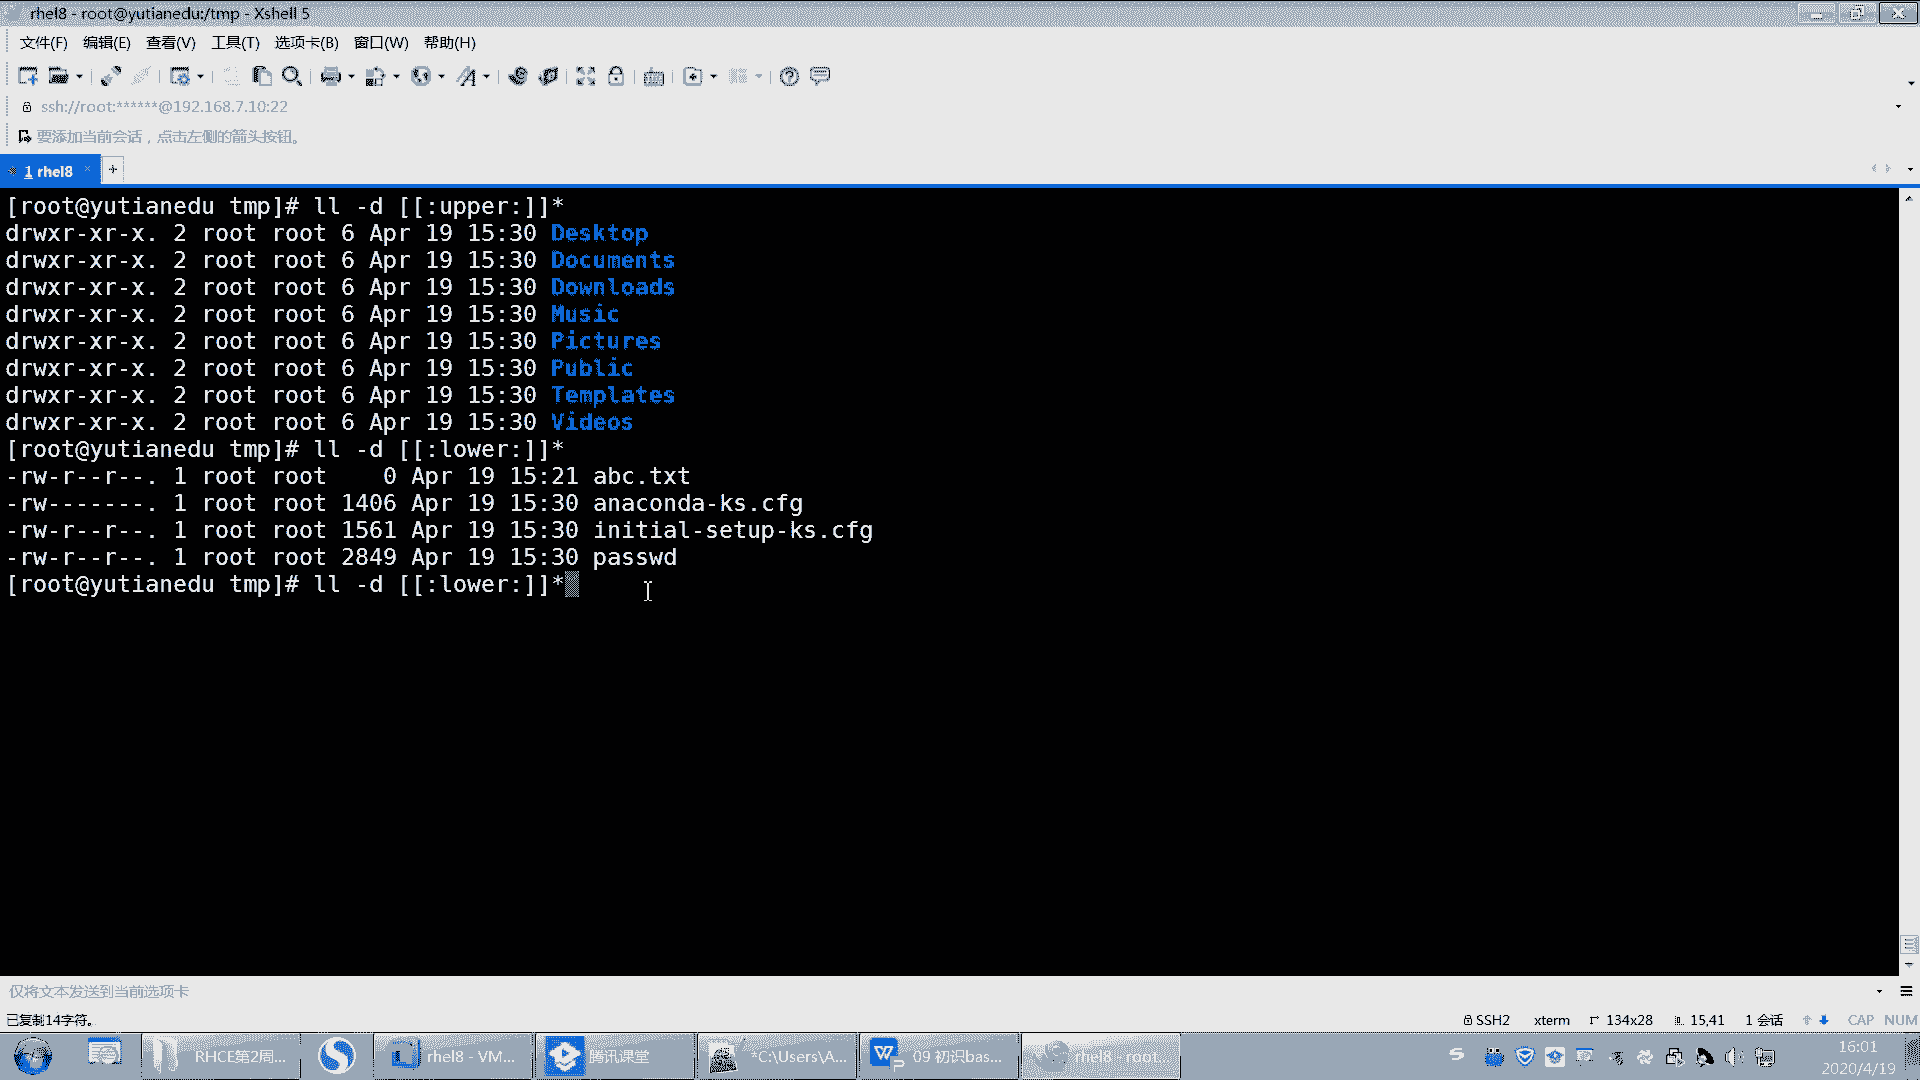 rhel8 - root@yutianedu:/tmp - Xshell 5
文件(F) 编辑(E) 查看(V) 工具(T) 选项卡(B) 窗口(W) 帮助(H)
ssh://root:******@192.168.7.10:22
要添加当前会话，点击左侧的箭头按钮。
1 rhel8
[root@yutianedu tmp]# ll -d [[:upper:]]*
drwxr-xr-x. 2 root root 6 Apr 19 15:30 Desktop
drwxr-xr-x. 2 root root 6 Apr 19 15:30 Documents
drwxr-xr-x. 2 root root 6 Apr 19 15:30 Downloads
drwxr-xr-x. 2 root root 6 Apr 19 15:30 Music
drwxr-xr-x. 2 root root 6 Apr 19 15:30 Pictures
drwxr-xr-x. 2 root root 6 Apr 19 15:30 Public
drwxr-xr-x. 2 root root 6 Apr 19 15:30 Templates
drwxr-xr-x. 2 root root 6 Apr 19 15:30 Videos
[root@yutianedu tmp]# ll -d [[:lower:]]*
-rw-r--r--. 1 root root    0 Apr 19 15:21 abc.txt
-rw-------. 1 root root 1406 Apr 19 15:30 anaconda-ks.cfg
-rw-r--r--. 1 root root 1561 Apr 19 15:30 initial-setup-ks.cfg
-rw-r--r--. 1 root root 2849 Apr 19 15:30 passwd
[root@yutianedu tmp]# ll -d [[:lower:]]*
仅将文本发送到当前选项卡
已复制14字符。 SSH2 xterm 134x28 15,41 1 会话 CAP NUM
RHCE第2周... rhel8 - VM... 腾讯课堂 *C:\Users\A... 09 初识bas... rhel8 - root... 16:01
2020/4/19